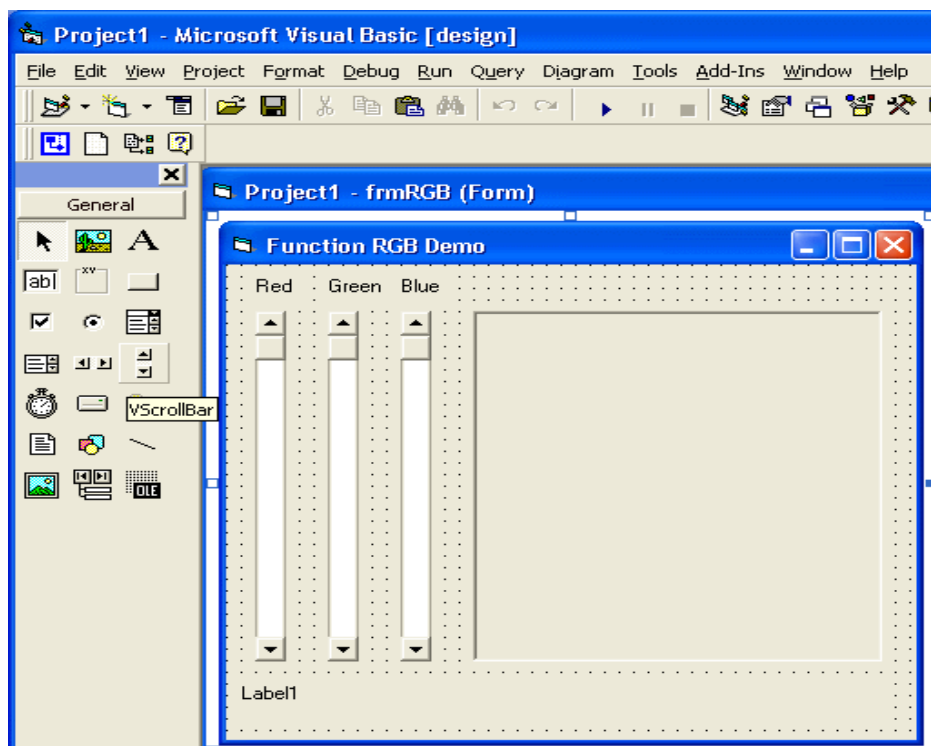 Project1 - Microsoft Visual Basic [design]
File Edit View Project Format Debug Run Query Diagram Tools Add-Ins Window Help
General
Project1 - frmRGB (Form)
Function RGB Demo
A
ab|
xv
Red Green Blue
VScrollBar
OLE
Label1